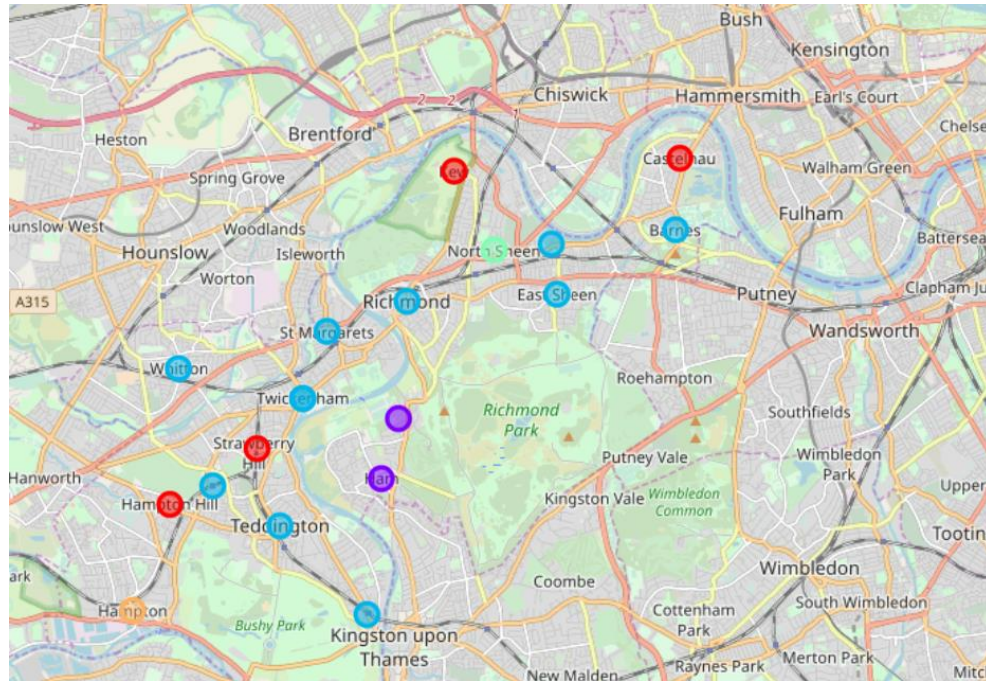 Bush
Kensington
Chiswick
Hammersmith
Earl's Court
2
2
1
Brentford
Heston
Chelse
Castelnau
Walham Green
Spring Grove
Fulham
ounslow West
Woodlands
Barnes
Battersea
Hounslow
Isleworth
North Sheen
Worton
Clapham Ju
A315
Richmond
East Sheen
Putney
St Margarets
Wandsworth
Whitton
Roehampton
Twickenham
Richmond
Park
Southfields
Strawberry
Hill
Putney Vale
Wimbledon
Park
Hanworth
Ham
Upper
Hampton Hill
Kingston Vale
Wimbledon
Common
Teddington
Tootin
Wimbledon
Coombe
ark
Hampton
South Wimbledon
Cottenham
Park
Bushy Park
Kingston upon
Thames
Merton Park
Raynes Park
New Malden
Mitc